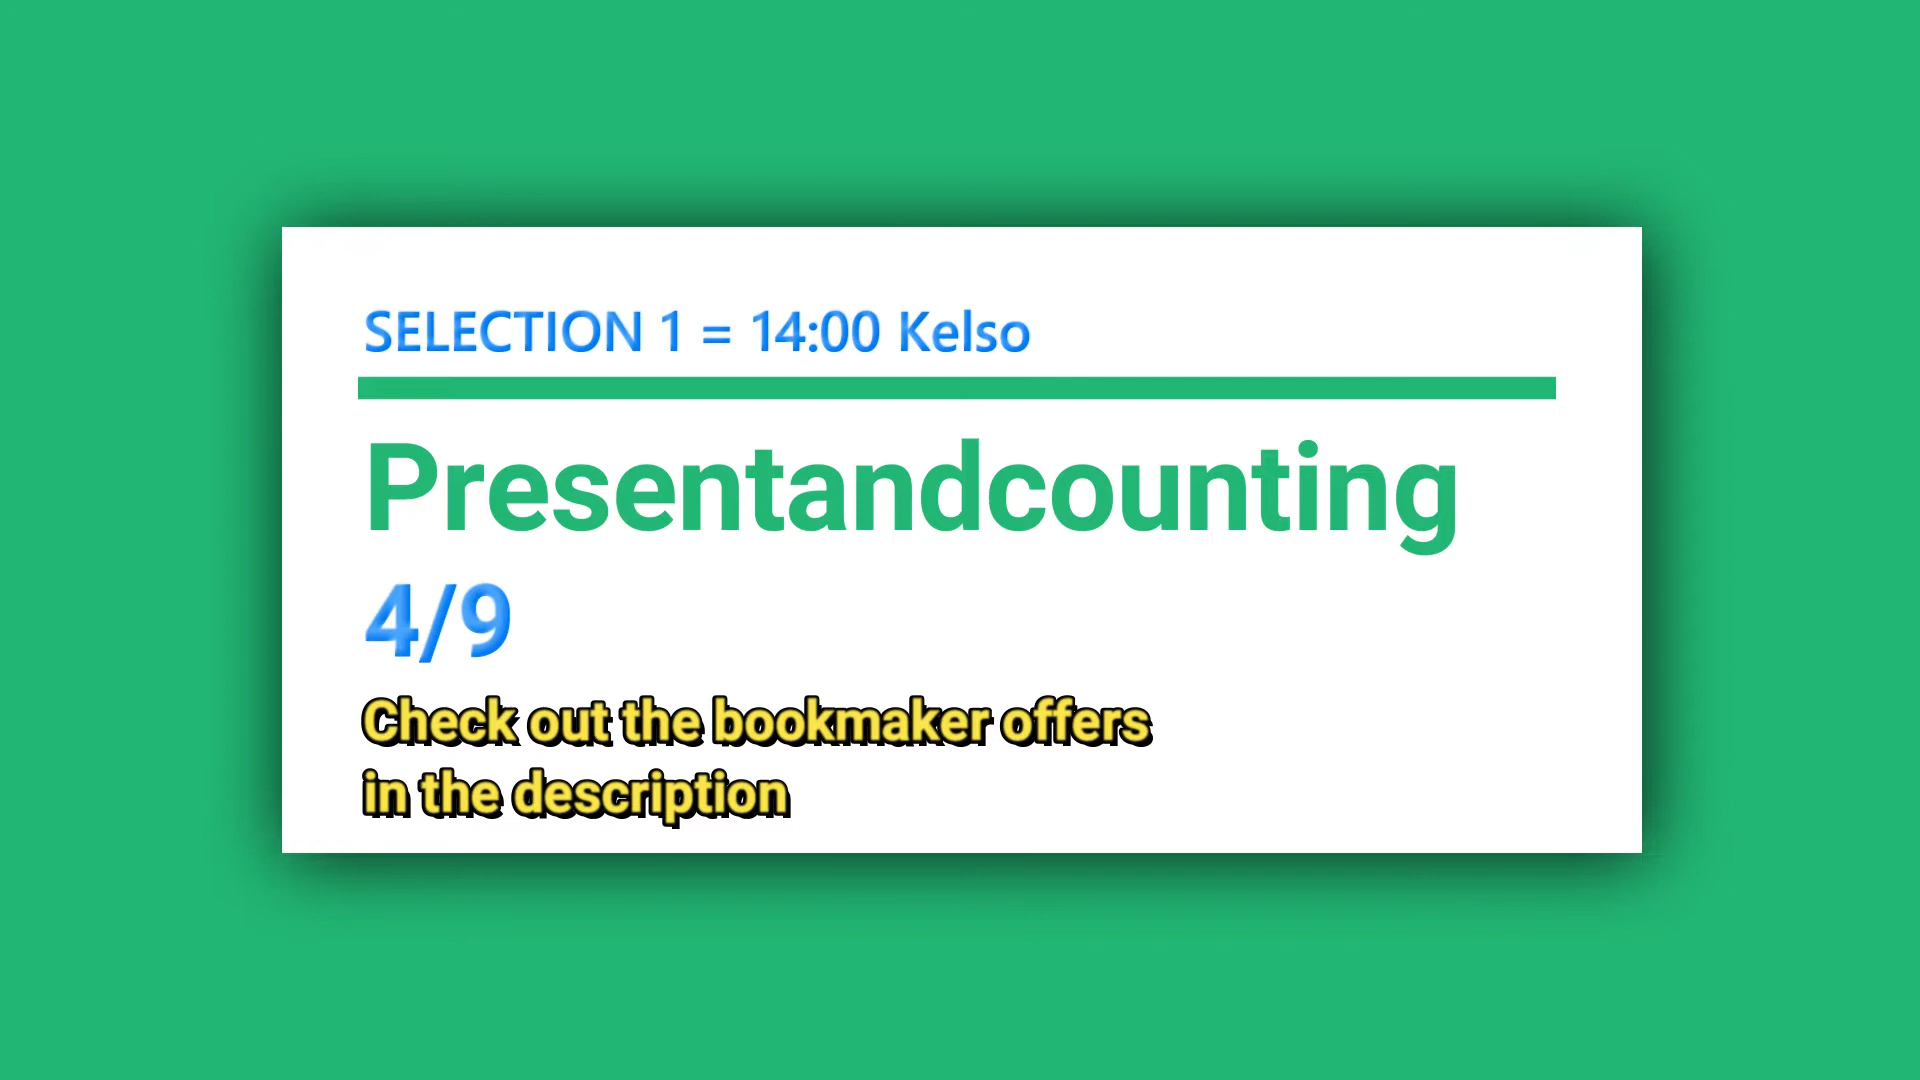 SELECTION 1 = 14:00 Kelso
Presentandcounting
4/9
Check out the bookmaker offers
in the description